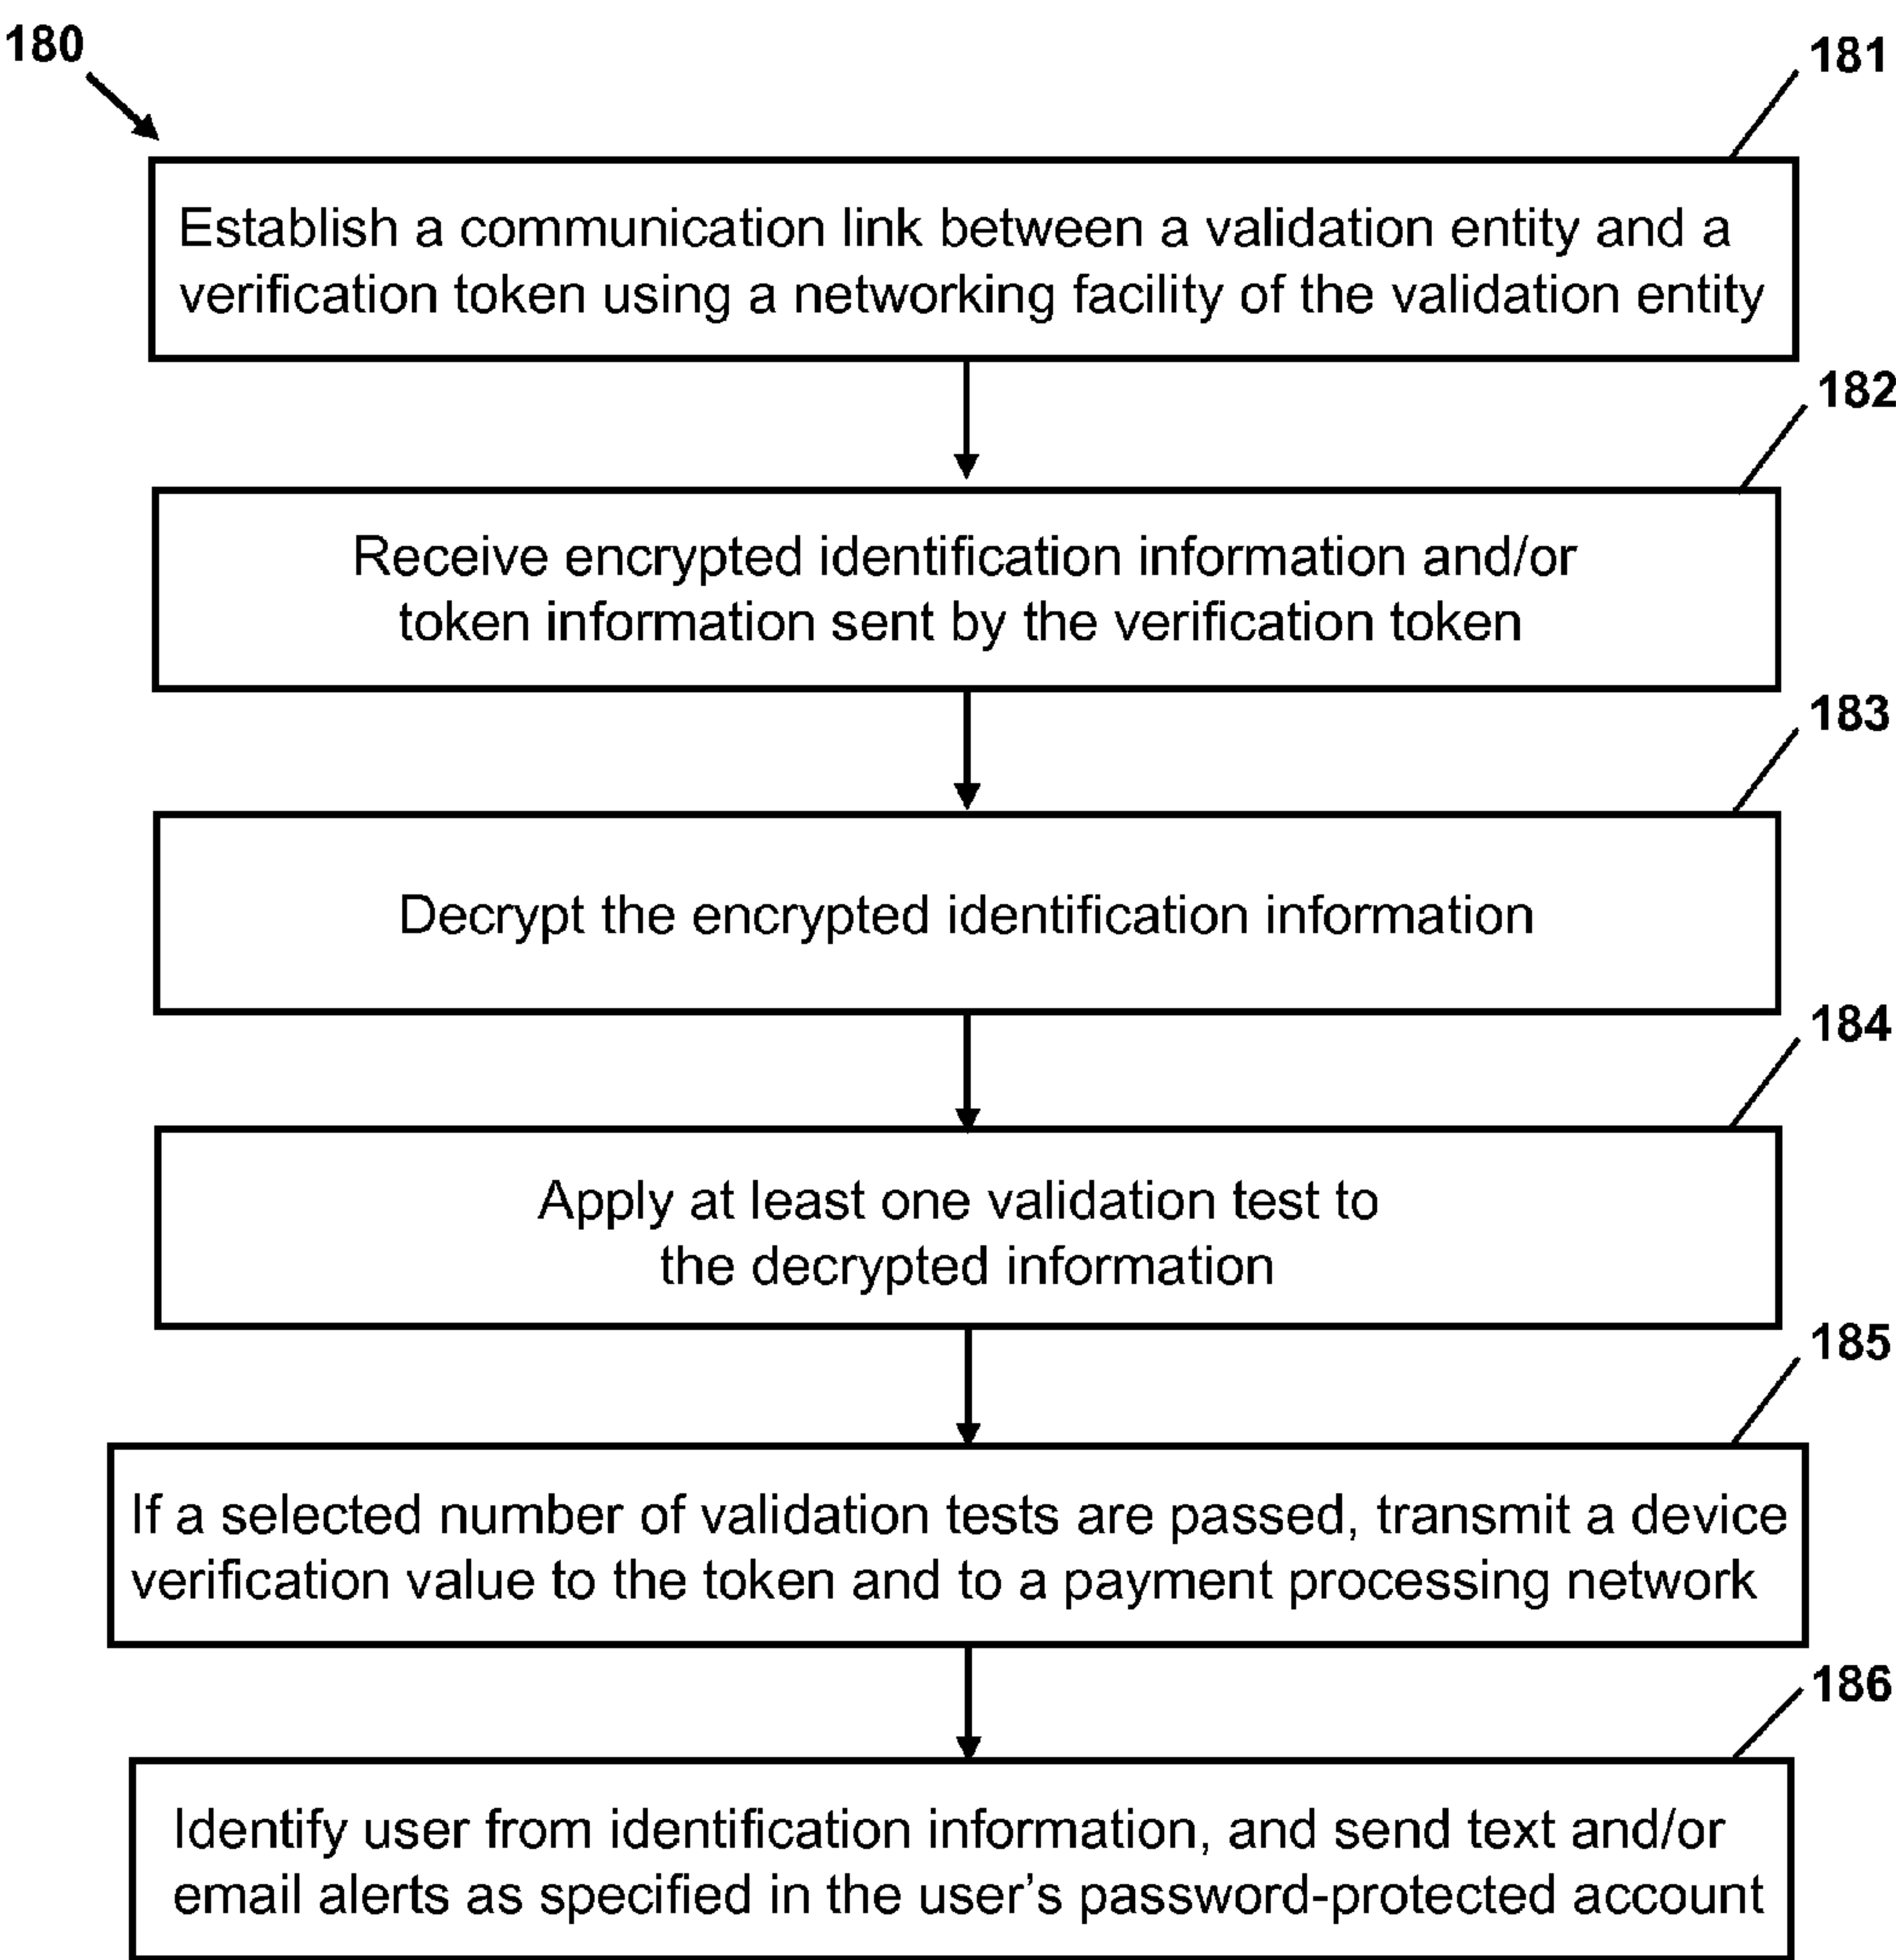 180
181
Establish a communication link between a validation entity and a
verification token using a networking facility of the validation entity
182
Receive encrypted identification information and/or
token information sent by the verification token
183
Decrypt the encrypted identification information
184
Apply at least one validation test to
the decrypted information
185
If a selected number of validation tests are passed, transmit a device
verification value to the token and to a payment processing network
186
Identify user from identification information, and send text and/or
email alerts as specified in the user’s password-protected account